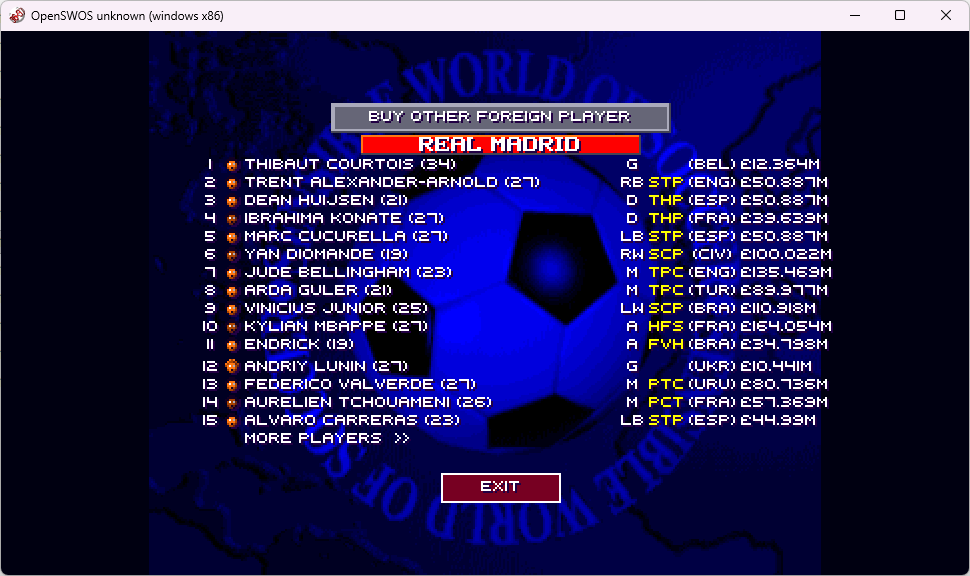 OpenSWOS unknown (windows x86)
THE WORLD OF
BUY OTHER FOREIGN PLAYER
REAL MADRID
1 THIBAUT COURTOIS (34) G (BEL) £12.364M
2 TRENT ALEXANDER-ARNOLD (27) RB STP (ENG) £50.887M
3 DEAN HUIJSEN (21) D THP (ESP) £50.887M
4 IBRAHIMA KONATE (27) D THP (FRA) £39.639M
5 MARC CUCURELLA (27) LB STP (ESP) £50.887M
6 YAN DIOMANDE (19) RW SCP (CIV) £100.022M
7 JUDE BELLINGHAM (23) M TPC (ENG) £135.469M
8 ARDA GULER (21) M TPC (TUR) £89.977M
9 VINICIUS JUNIOR (25) LW SCP (BRA) £110.918M
10 KYLIAN MBAPPE (27) A HFS (FRA) £164.054M
11 ENDRICK (19) A FVH (BRA) £34.798M
12 ANDRIY LUNIN (27) G (UKR) £10.441M
13 FEDERICO VALVERDE (27) M PTC (URU) £80.736M
14 AURELIEN TCHOUAMENI (26) M PCT (FRA) £57.369M
15 ALVARO CARRERAS (23) LB STP (ESP) £44.99M
MORE PLAYERS >>
EXIT
WORLD OF